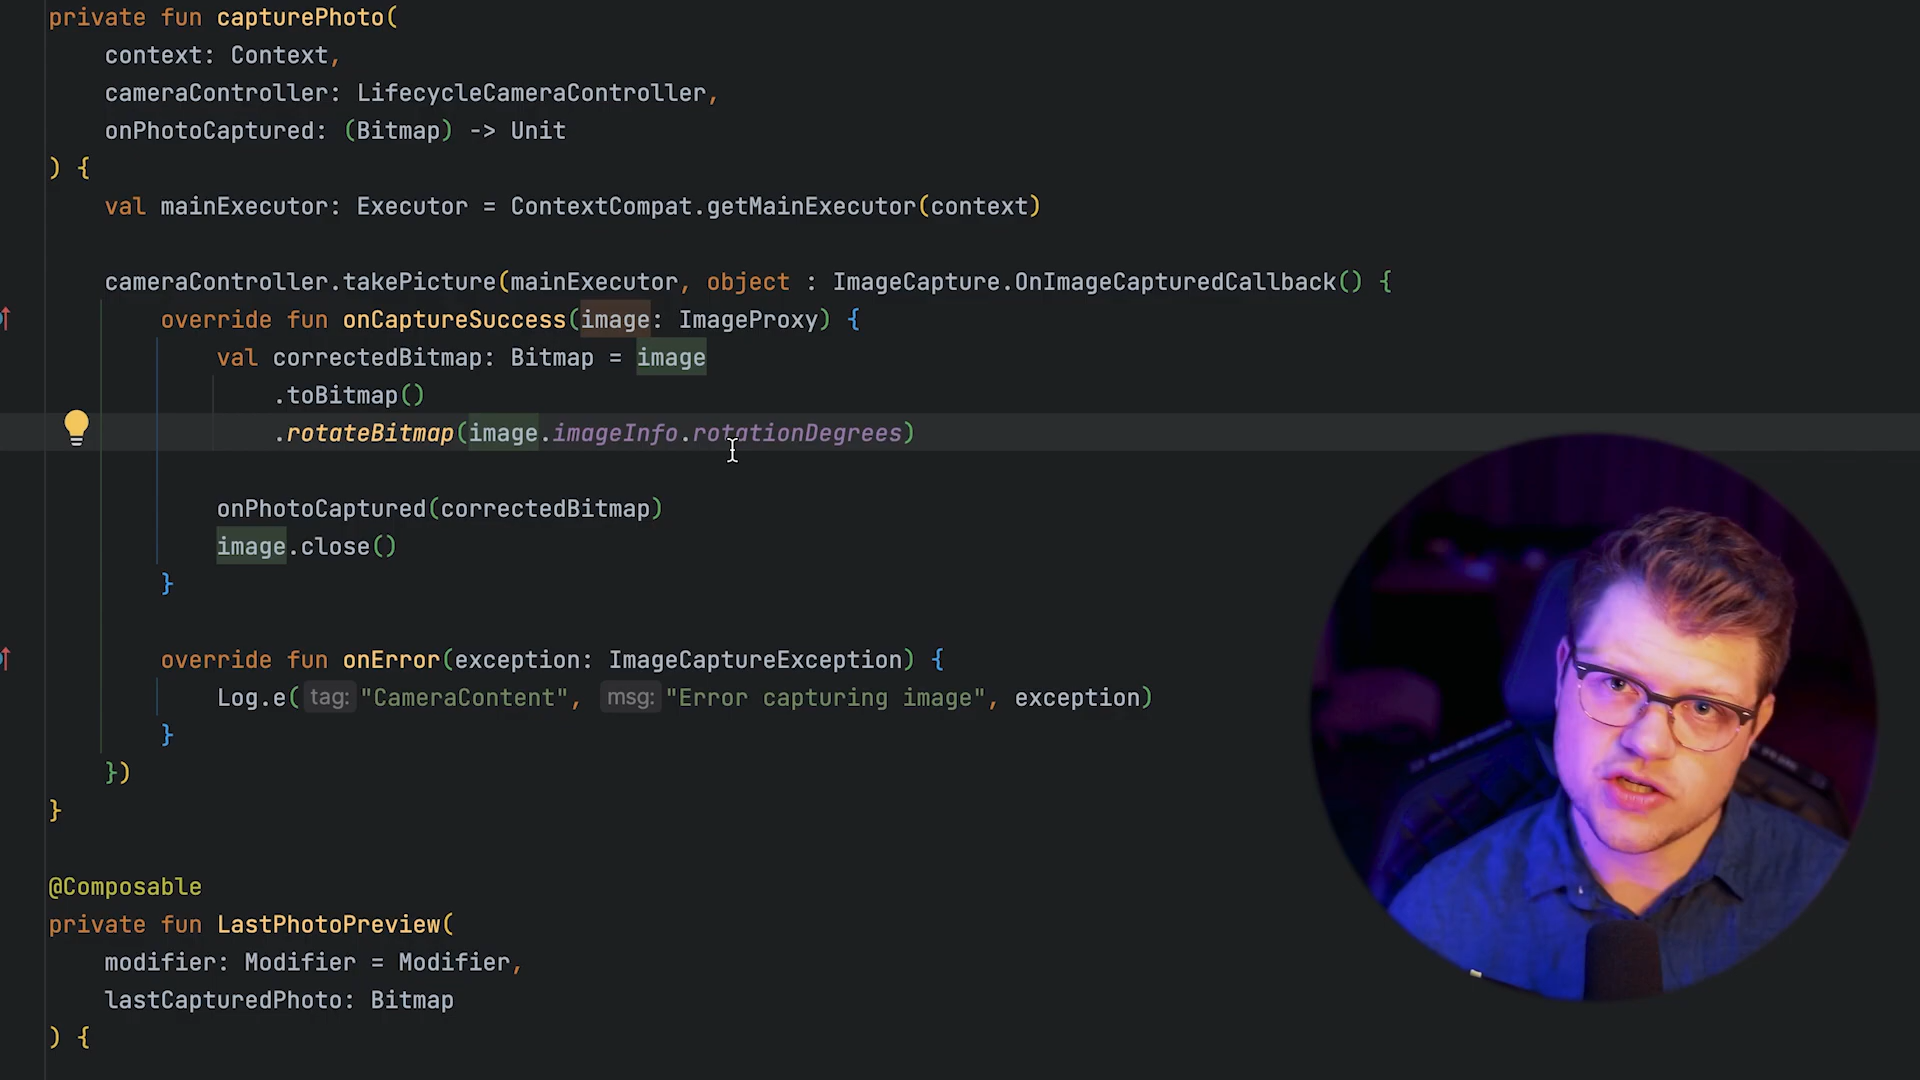 private fun capturePhoto(
context: Context,
cameraController: LifecycleCameraController,
onPhotoCaptured: (Bitmap) -> Unit
) {
val mainExecutor: Executor = ContextCompat.getMainExecutor(context)
cameraController.takePicture(mainExecutor, object : ImageCapture.OnImageCapturedCallback() {
override fun onCaptureSuccess(image: ImageProxy) {
val correctedBitmap: Bitmap = image
.toBitmap()
.rotateBitmap(image.imageInfo.rotationDegrees)
onPhotoCaptured(correctedBitmap)
image.close()
}
override fun onError(exception: ImageCaptureException) {
Log.e( tag: "CameraContent", msg: "Error capturing image", exception)
}
})
}
@Composable
private fun LastPhotoPreview(
modifier: Modifier = Modifier,
lastCapturedPhoto: Bitmap
) {